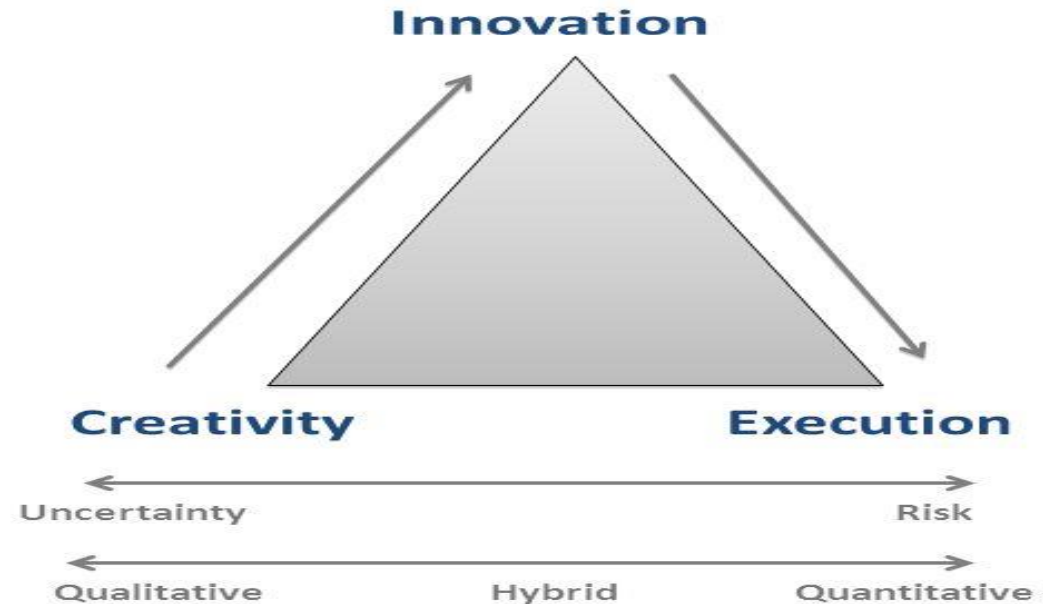 Innovation
Creativity Execution
Uncertainty Risk
Qualitative Hybrid Quantitative